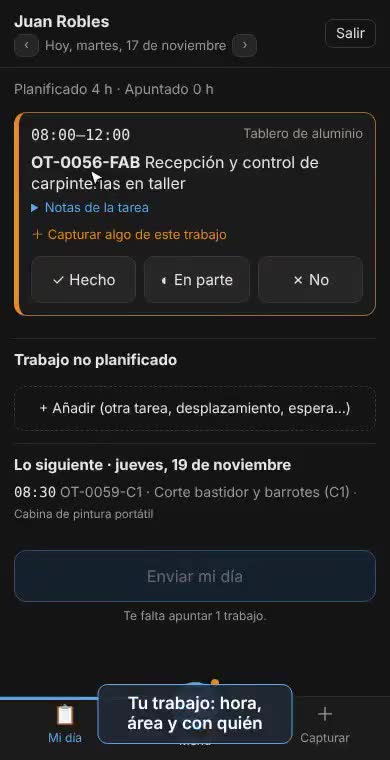 Juan Robles
‹ Hoy, martes, 17 de noviembre ›
Salir
Planificado 4 h · Apuntado 0 h
08:00–12:00
Tablero de aluminio
OT-0056-FAB Recepción y control de
carpinterías en taller
▶ Notas de la tarea
+ Capturar algo de este trabajo
✓ Hecho
◖ En parte
✕ No
Trabajo no planificado
+ Añadir (otra tarea, desplazamiento, espera...)
Lo siguiente · jueves, 19 de noviembre
08:30 OT-0059-C1 · Corte bastidor y barrotes (C1) ·
Cabina de pintura portátil
Enviar mi día
Te falta apuntar 1 trabajo.
Tu trabajo: hora,
área y con quién
Mi día
+ Capturar